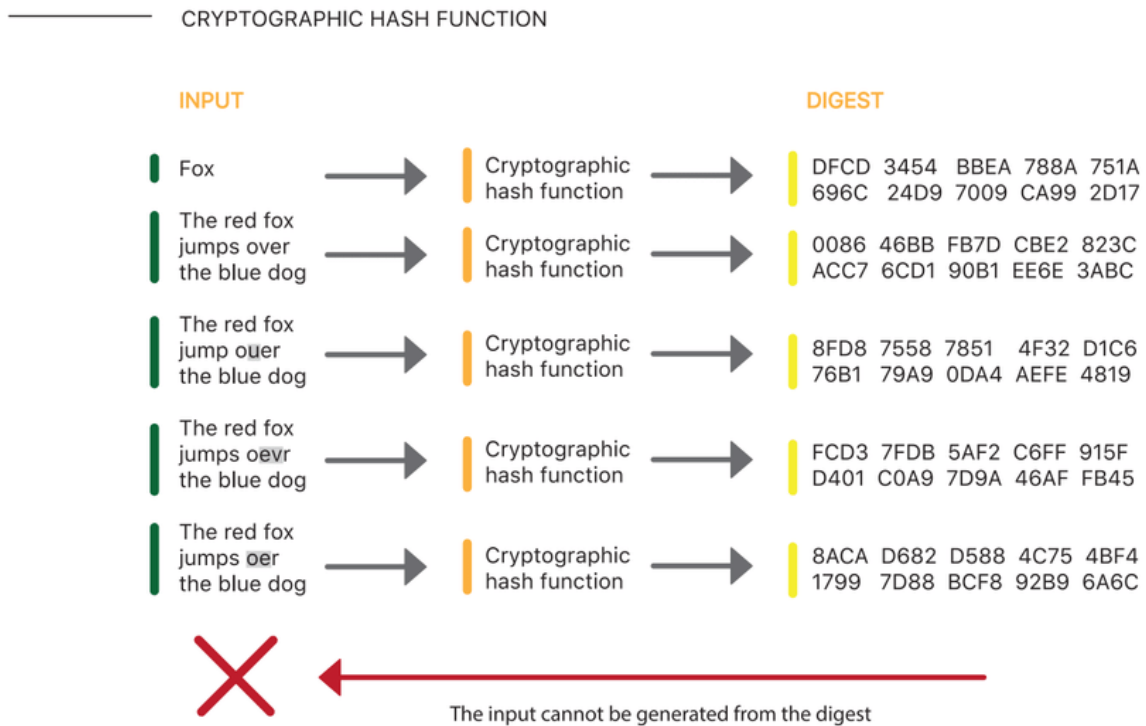 CRYPTOGRAPHIC HASH FUNCTION
INPUT
DIGEST
Fox
Cryptographic
hash function
DFCD 3454 BBEA 788A 751A
696C 24D9 7009 CA99 2D17
The red fox
jumps over
the blue dog
Cryptographic
hash function
0086 46BB FB7D CBE2 823C
ACC7 6CD1 90B1 EE6E 3ABC
The red fox
jump ouer
the blue dog
Cryptographic
hash function
8FD8 7558 7851 4F32 D1C6
76B1 79A9 0DA4 AEFE 4819
The red fox
jumps oevr
the blue dog
Cryptographic
hash function
FCD3 7FDB 5AF2 C6FF 915F
D401 C0A9 7D9A 46AF FB45
The red fox
jumps oer
the blue dog
Cryptographic
hash function
8ACA D682 D588 4C75 4BF4
1799 7D88 BCF8 92B9 6A6C
The input cannot be generated from the digest